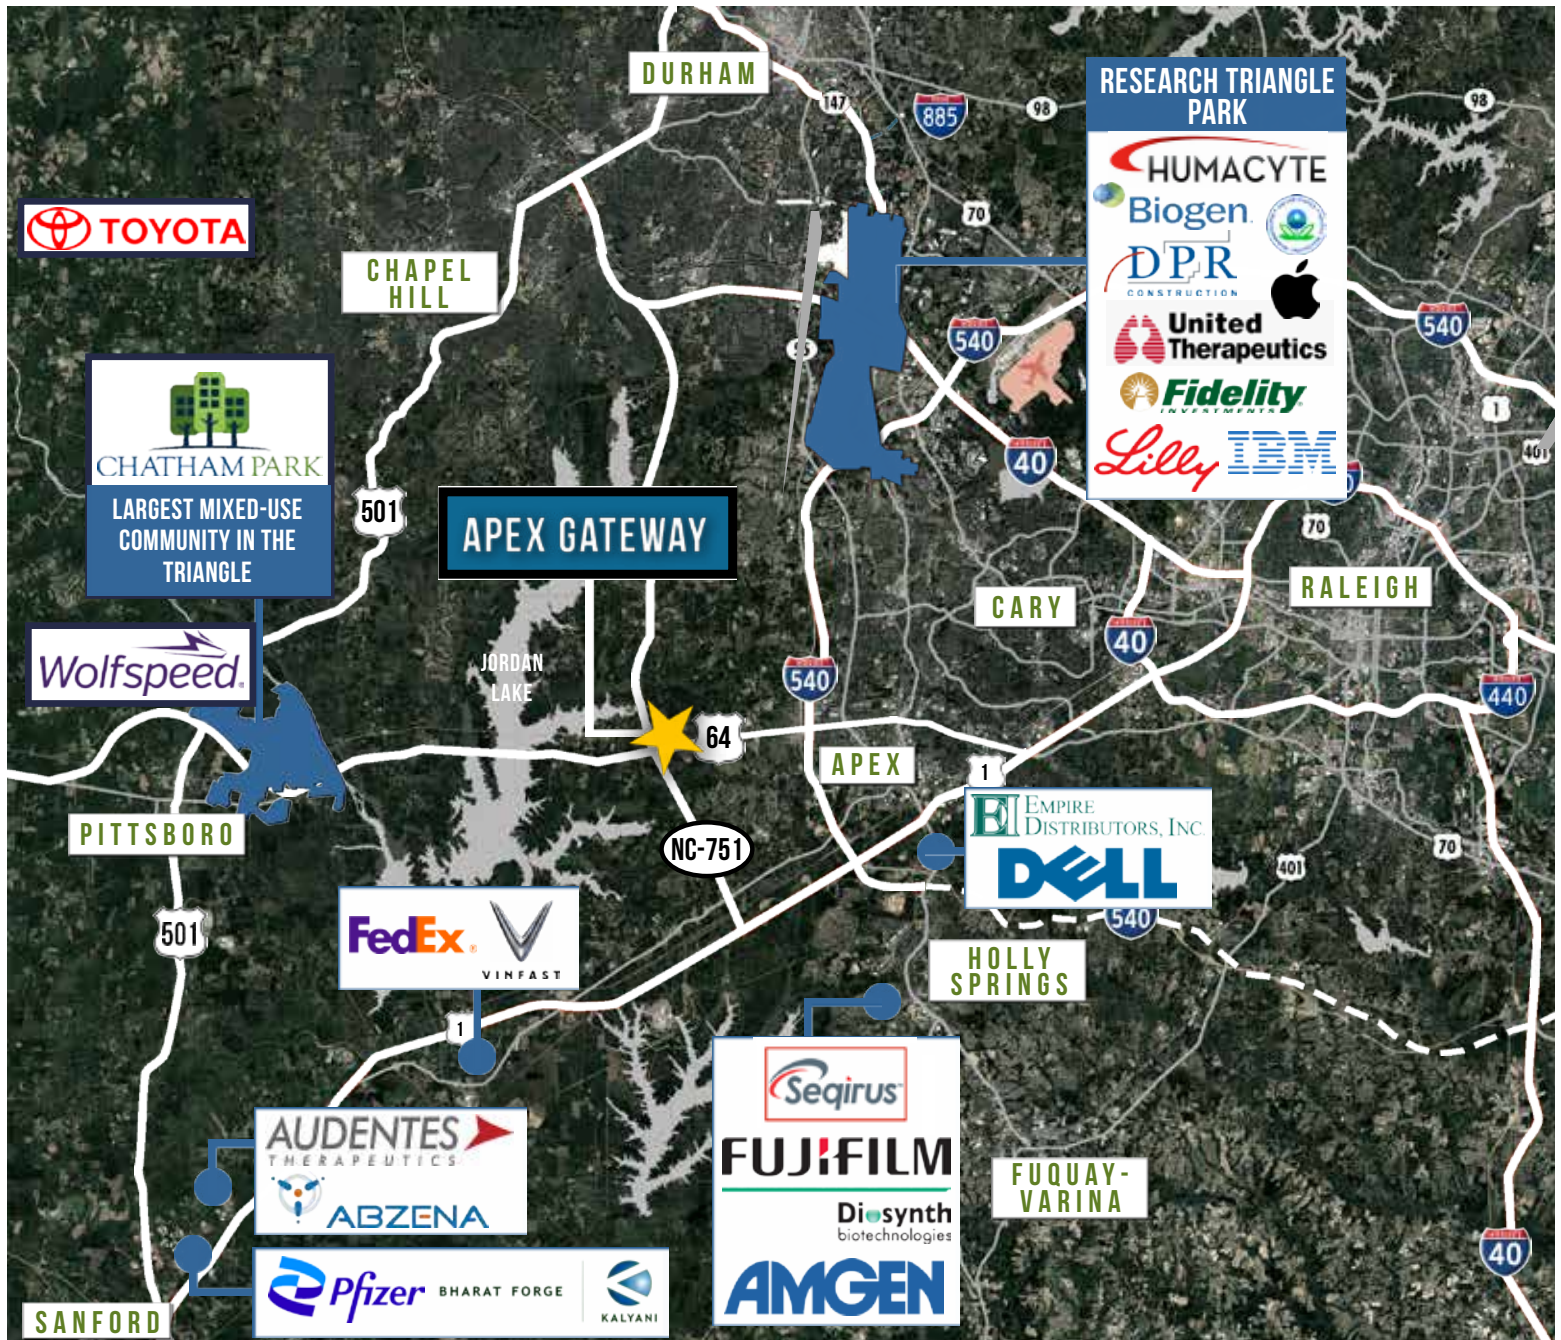 DURHAM
147
885
98
RESEARCH TRIANGLE
PARK
98
HUMACYTE
Biogen
DPR
CONSTRUCTION
United
Therapeutics
Fidelity
INVESTMENTS
Lilly
IBM
TOYOTA
70
CHAPEL
HILL
540
540
55
1
401
40
CHATHAM PARK
LARGEST MIXED-USE
COMMUNITY IN THE
TRIANGLE
501
APEX GATEWAY
70
RALEIGH
CARY
40
Wolfspeed
JORDAN
LAKE
540
440
64
APEX
1
PITTSBORO
NC-751
EI EMPIRE
DISTRIBUTORS, INC.
DELL
70
401
540
501
FedEx
VINFAST
HOLLY
SPRINGS
1
Seqirus
FUJIFILM
Diosynth
biotechnologies
AMGEN
AUDENTES
THERAPEUTICS
ABZENA
FUQUAY-
VARINA
40
Pfizer
BHARAT FORGE
KALYANI
SANFORD